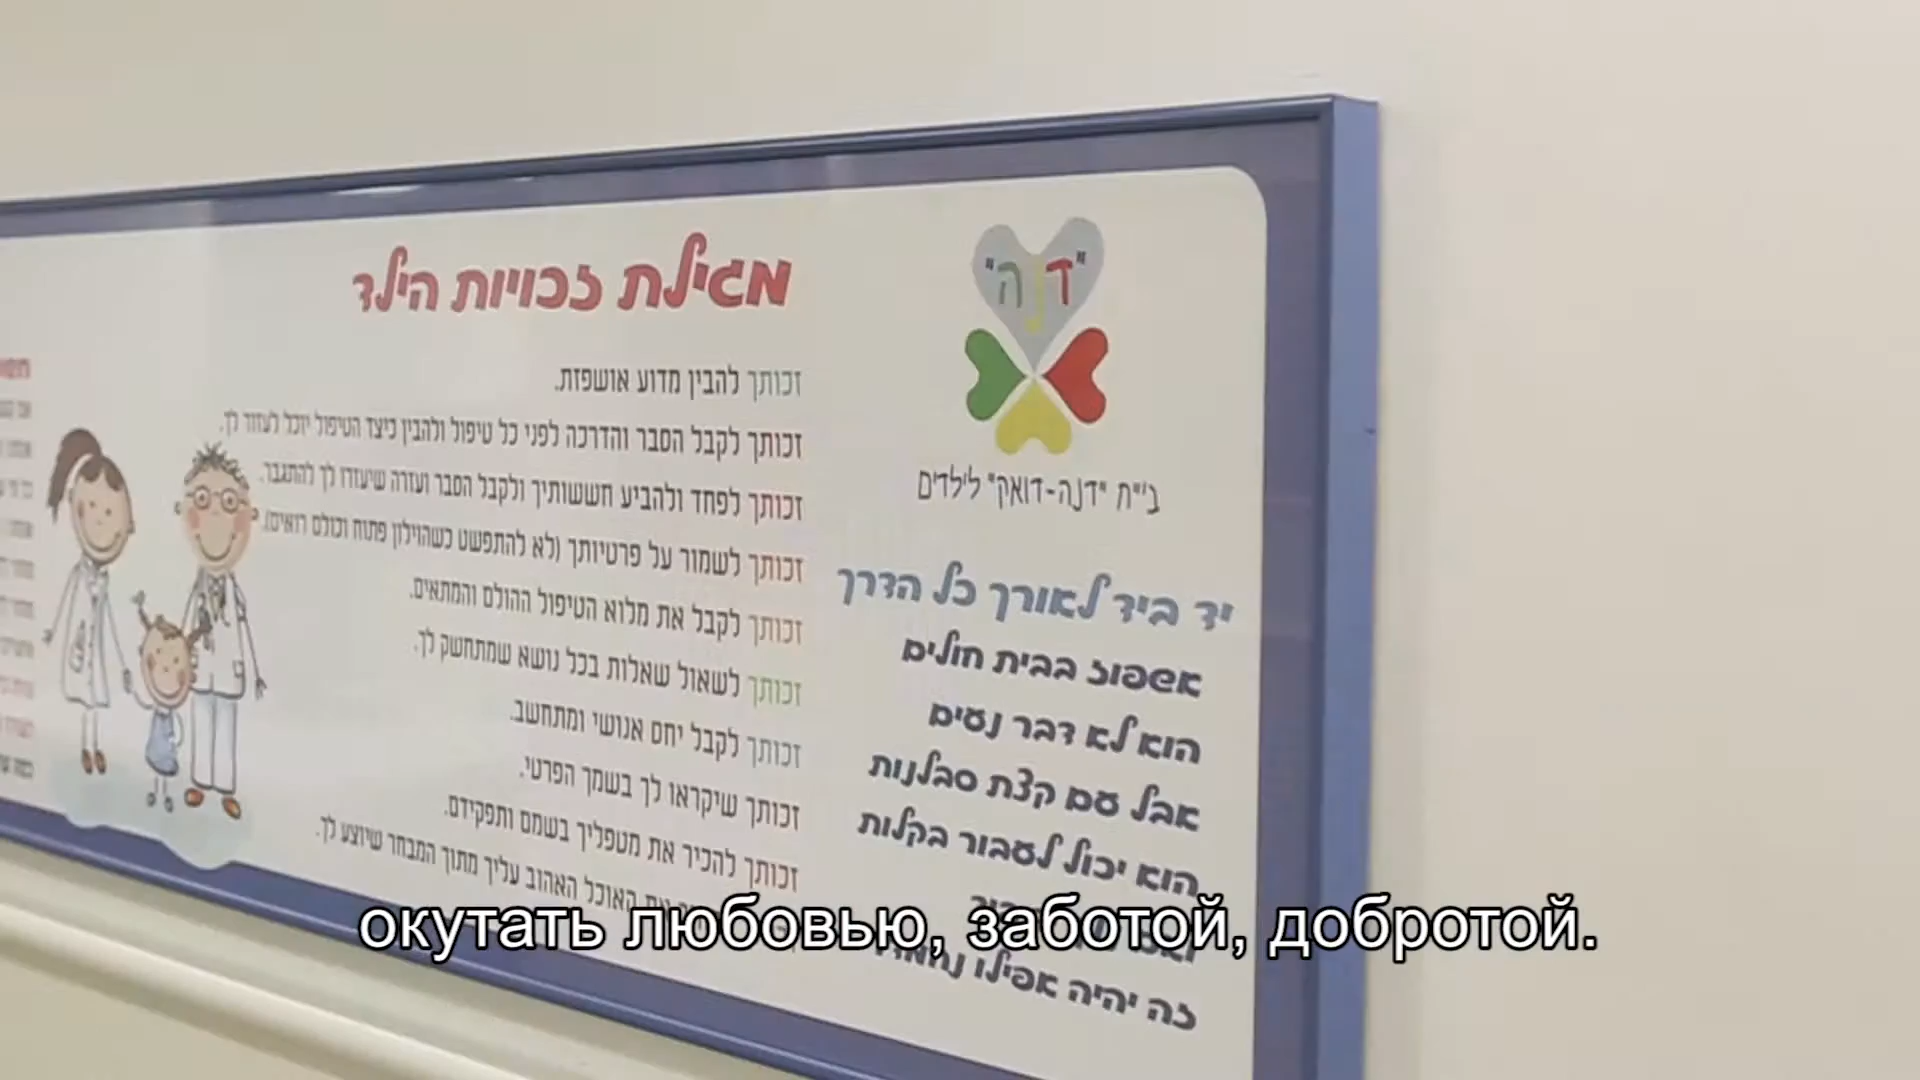 "דנה"
בי"ח "דנה-דואק" לילדים
יד ביד לאורך כל הדרך
אשפוז בבית חולים
הוא לא דבר נעים
אבל עם קצת סבלנות
הוא יכול לעבור בקלות
זה יהיה אפילו נחמד
מגילת זכויות הילד
זכותך להבין מדוע אושפזת.
זכותך לקבל הסבר והדרכה לפני כל טיפול ולהבין כיצד הטיפול יוכל לעזור לך.
זכותך לפחד ולהביע חששותיך ולקבל הסבר ועזרה שיעזרו לך להתגבר.
זכותך לשמור על פרטיותך (לא להתפשט כשהוילון פתוח וכולם רואים).
זכותך לקבל את מלוא הטיפול ההולם והמתאים.
זכותך לשאול שאלות בכל נושא שמתחשק לך.
זכותך לקבל יחס אנושי ומתחשב.
זכותך שיקראו לך בשמך הפרטי.
זכותך להכיר את מטפליך בשמם ותפקידם.
את האוכל האהוב עליך מתוך המבחר שיוצע לך.
окутать любовью, заботой, добротой.